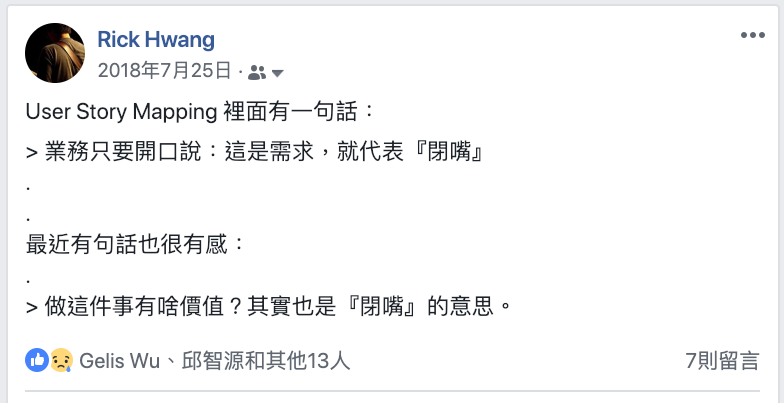 Rick Hwang
2018年7月25日 ·
User Story Mapping 裡面有一句話：
> 業務只要開口說：這是需求，就代表『閉嘴』
.
.
最近有句話也很有感：
.
> 做這件事有啥價值？其實也是『閉嘴』的意思。
Gelis Wu、邱智源和其他13人
7則留言